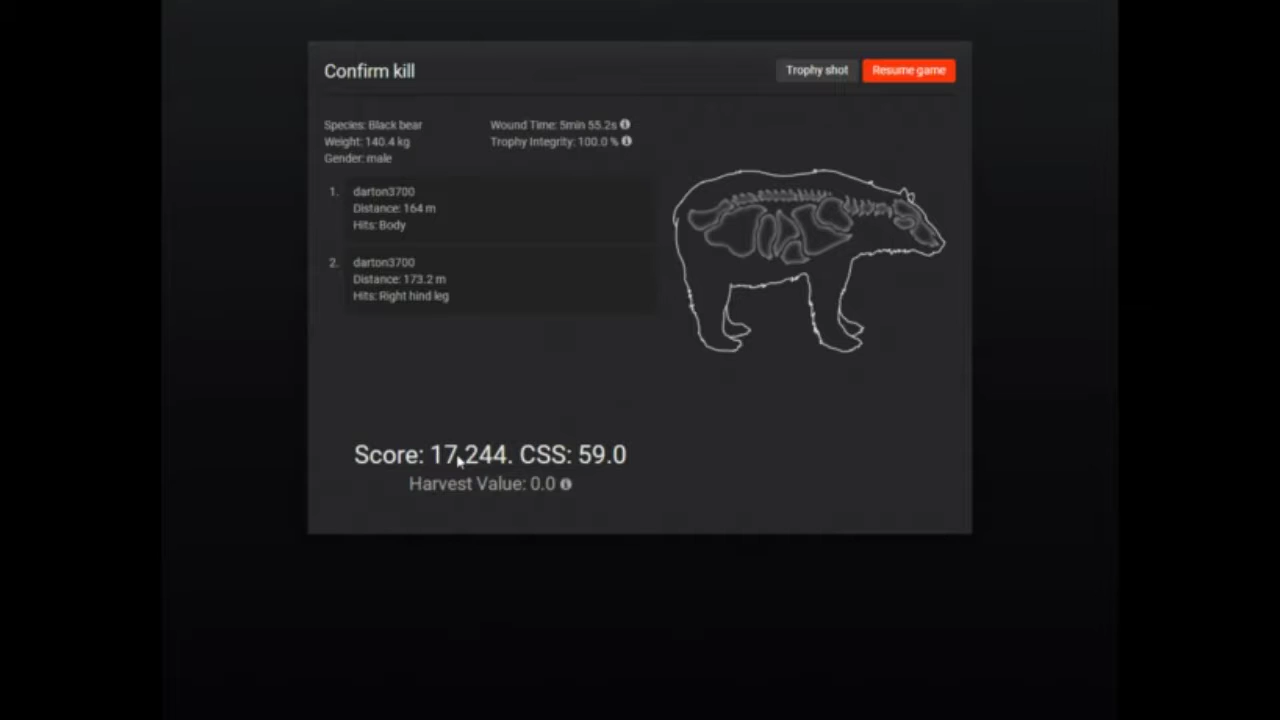 Confirm kill
Trophy shot
Resume game
Species: Black bear
Weight: 140.4 kg
Gender: male
Wound Time: 5min 55.2s
Trophy Integrity: 100.0 %
1.
darton3700
Distance: 164 m
Hits: Body
2.
darton3700
Distance: 173.2 m
Hits: Right hind leg
Score: 17,244. CSS: 59.0
Harvest Value: 0.0